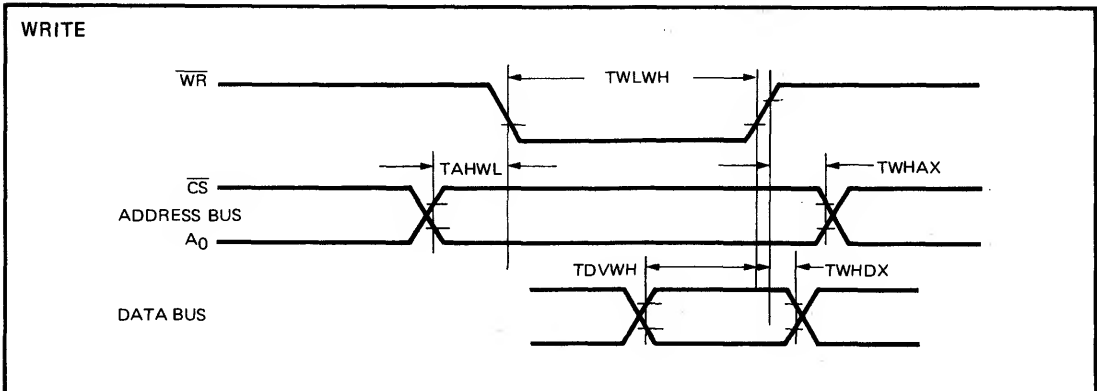 WRITE
WR
TWLWH
TAHWL
TWHAX
CS
ADDRESS BUS
A0
TDVWH
TWHDX
DATA BUS